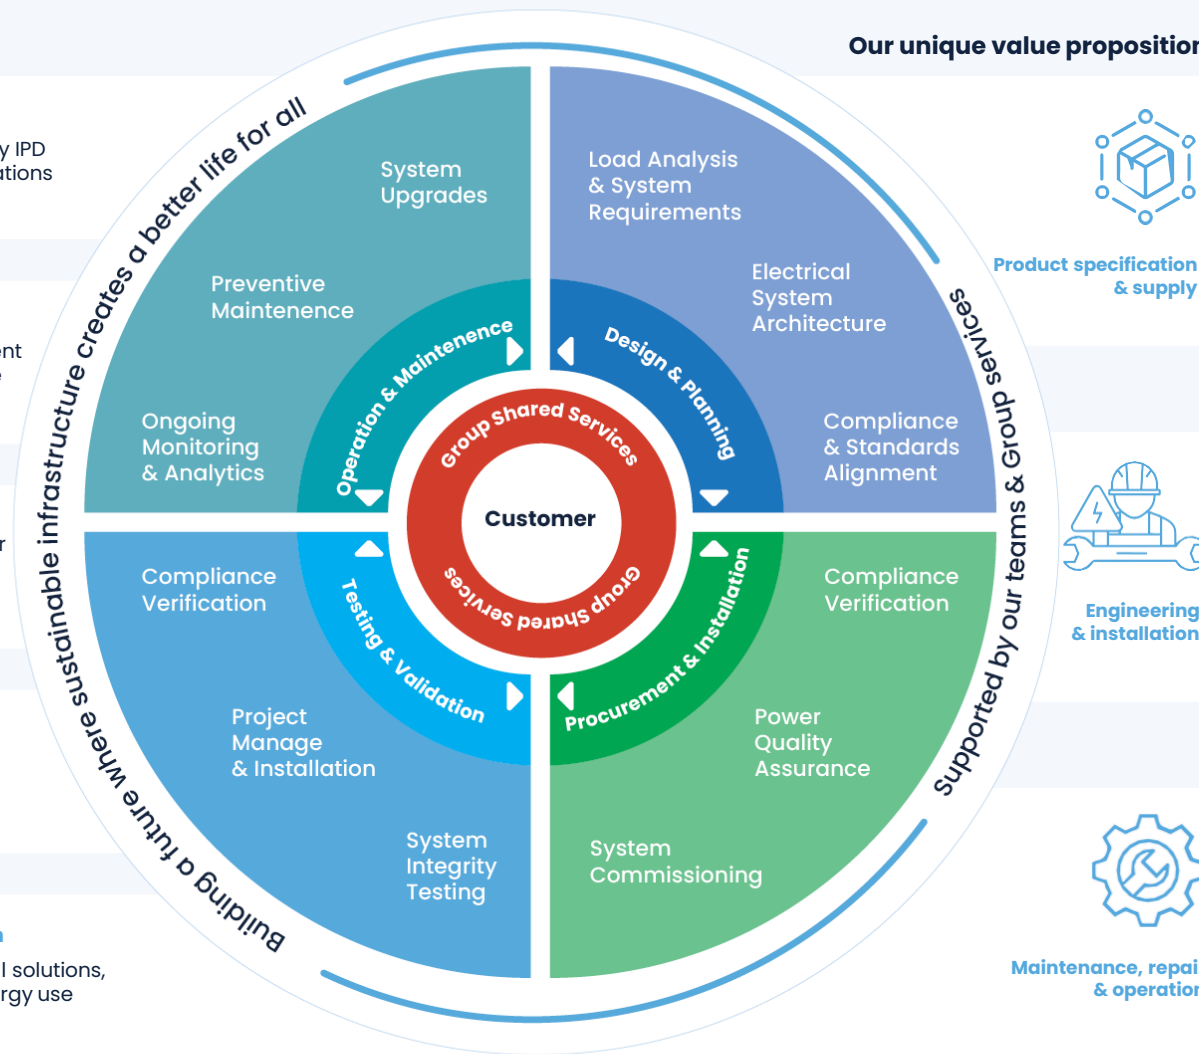 Our unique value proposition
y IPD
ations
ent
e
r
n
l solutions,
rgy use
Building a future where sustainable infrastructure creates a better life for all
Supported by our teams & Group services
System
Upgrades
Preventive
Maintenence
Ongoing
Monitoring
& Analytics
Operation & Maintenence
Load Analysis
& System
Requirements
Electrical
System
Architecture
Compliance
& Standards
Alignment
Design & Planning
Group Shared Services
Customer
Group Shared Services
Compliance
Verification
Project
Manage
& Installation
System
Integrity
Testing
Testing & Validation
Procurement & Installation
Compliance
Verification
Power
Quality
Assurance
System
Commissioning
Product specification
& supply
Engineering
& installation
Maintenance, repai
& operation